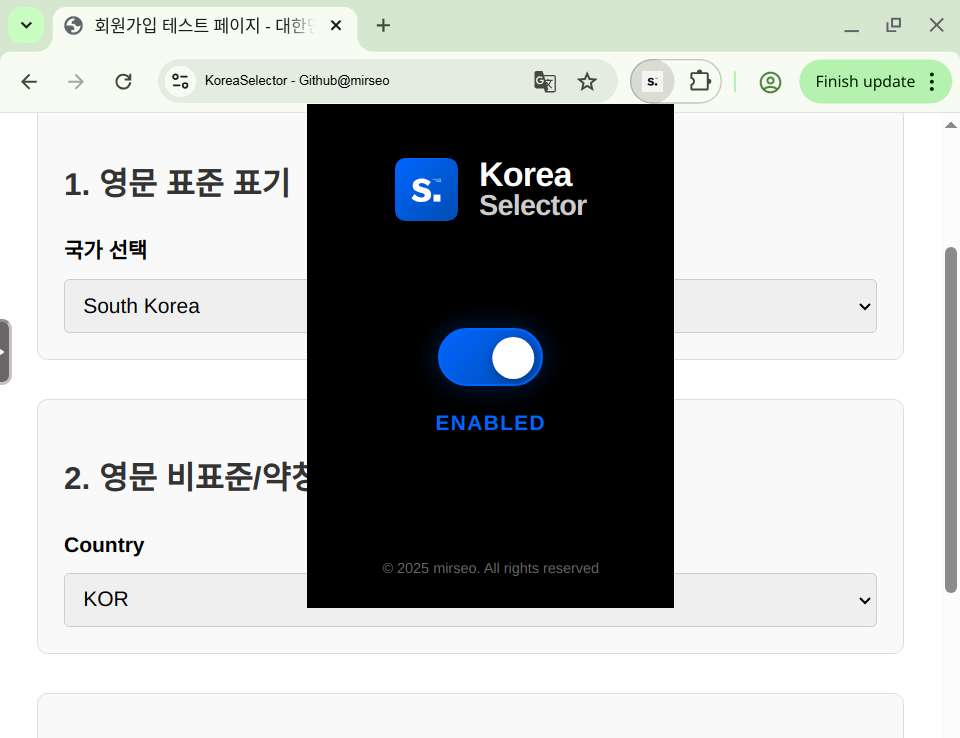 회원가입 테스트 페이지 - 대한
KoreaSelector - Github@mirseo
s.
Finish update
1. 영문 표준 표기
국가 선택
South Korea
s.
Korea
Selector
ENABLED
2. 영문 비표준/약칭
Country
KOR
© 2025 mirseo. All rights reserved